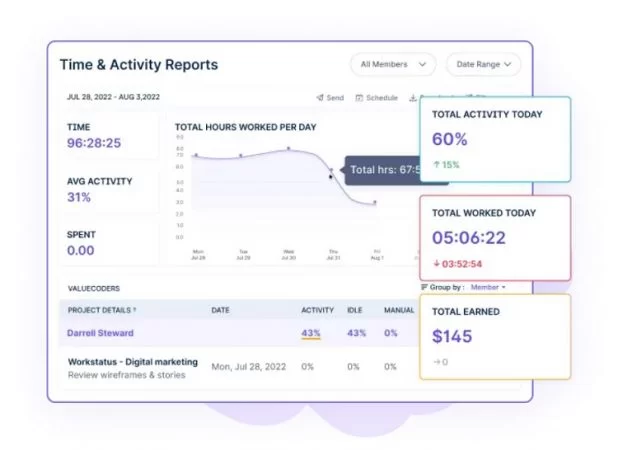 Time & Activity Reports
All Members
Date Range
JUL 28, 2022 - AUG 3,2022
Send
Schedule
TIME
96:28:25
AVG ACTIVITY
31%
SPENT
0.00
TOTAL HOURS WORKED PER DAY
9.0
8.0
7.0
5.0
4.0
3.0
2.0
1.0
0.0
Total hrs: 67:5
Mon Tue Wed Thu Fri
Jul 28 Jul 29 Jul 30 Jul 31 Aug 1
TOTAL ACTIVITY TODAY
60%
↑ 15%
TOTAL WORKED TODAY
05:06:22
↓ 03:52:54
VALUECODERS
Group by : Member
PROJECT DETAILS DATE ACTIVITY IDLE MANUAL
Darrell Steward 43% 43% 0%
Workstatus - Digital marketing Mon, Jul 28, 2022 0% 0% 0%
Review wireframes & stories
TOTAL EARNED
$145
→ 0